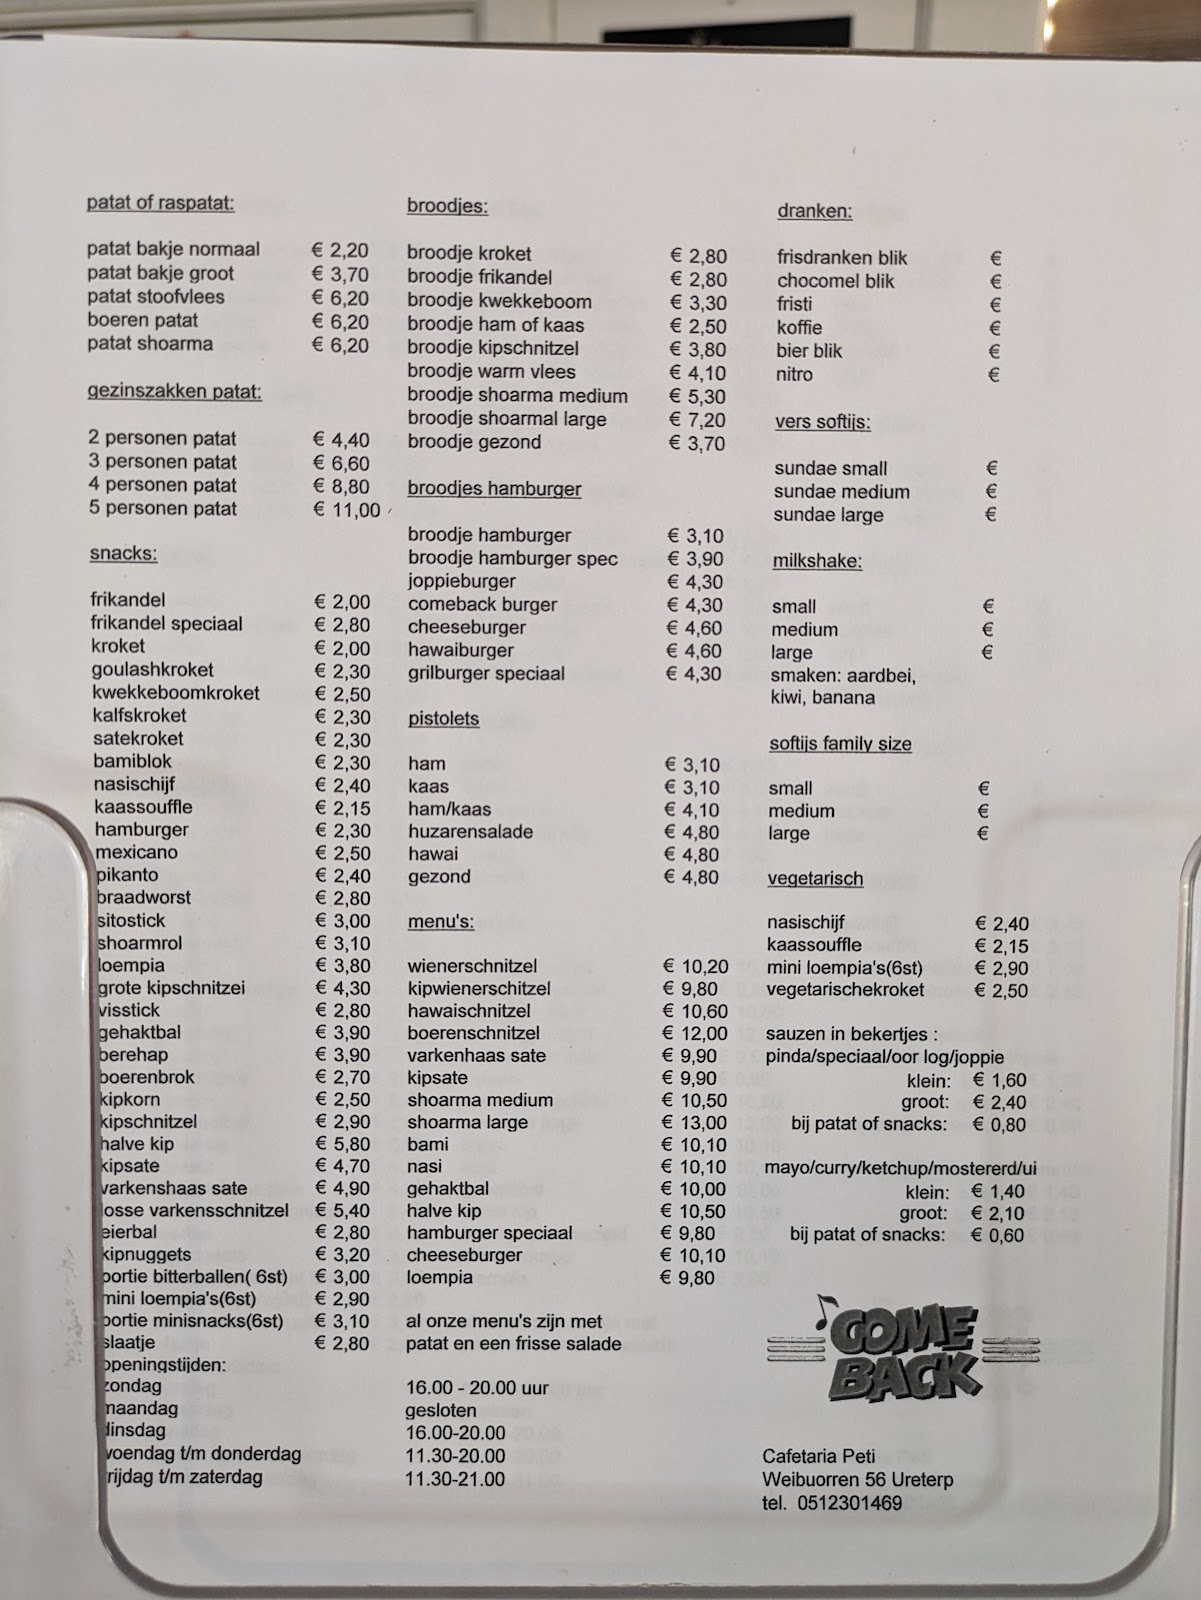 patat of raspatat:
patat bakje normaal € 2,20
patat bakje groot € 3,70
patat stoofvlees € 6,20
boeren patat € 6,20
patat shoarma € 6,20
gezinszakken patat:
2 personen patat € 4,40
3 personen patat € 6,60
4 personen patat € 8,80
5 personen patat € 11,00
snacks:
frikandel € 2,00
frikandel speciaal € 2,80
kroket € 2,00
goulashkroket € 2,30
kwekkeboomkroket € 2,50
kalfskroket € 2,30
satekroket € 2,30
bamiblok € 2,30
nasischijf € 2,40
kaassouffle € 2,15
hamburger € 2,30
mexicano € 2,50
pikanto € 2,40
braadworst € 2,80
sitostick € 3,00
shoarmrol € 3,10
loempia € 3,80
grote kipschnitzei € 4,30
visstick € 2,80
gehaktbal € 3,90
berehap € 3,90
boerenbrok € 2,70
kipkorn € 2,50
kipschnitzel € 2,90
halve kip € 5,80
kipsate € 4,70
varkenshaas sate € 4,90
losse varkensschnitzel € 5,40
eierbal € 2,80
kipnuggets € 3,20
portie bitterballen( 6st) € 3,00
mini loempia's(6st) € 2,90
portie minisnacks(6st) € 3,10
slaatje € 2,80
openingstijden:
zondag 16.00 - 20.00 uur
maandag gesloten
dinsdag 16.00-20.00
woendag t/m donderdag 11.30-20.00
vrijdag t/m zaterdag 11.30-21.00
broodjes:
broodje kroket € 2,80
broodje frikandel € 2,80
broodje kwekkeboom € 3,30
broodje ham of kaas € 2,50
broodje kipschnitzel € 3,80
broodje warm vlees € 4,10
broodje shoarma medium € 5,30
broodje shoarmal large € 7,20
broodje gezond € 3,70
broodjes hamburger
broodje hamburger € 3,10
broodje hamburger spec € 3,90
joppieburger € 4,30
comeback burger € 4,30
cheeseburger € 4,60
hawaiburger € 4,60
grilburger speciaal € 4,30
pistolets
ham € 3,10
kaas € 3,10
ham/kaas € 4,10
huzarensalade € 4,80
hawai € 4,80
gezond € 4,80
menu's:
wienerschnitzel € 10,20
kipwienerschitzel € 9,80
hawaischnitzel € 10,60
boerenschnitzel € 12,00
varkenhaas sate € 9,90
kipsate € 9,90
shoarma medium € 10,50
shoarma large € 13,00
bami € 10,10
nasi € 10,10
gehaktbal € 10,00
halve kip € 10,50
hamburger speciaal € 9,80
cheeseburger € 10,10
loempia € 9,80
al onze menu's zijn met
patat en een frisse salade
dranken:
frisdranken blik €
chocomel blik €
fristi €
koffie €
bier blik €
nitro €
vers softijs:
sundae small €
sundae medium €
sundae large €
milkshake:
small €
medium €
large €
smaken: aardbei,
kiwi, banana
softijs family size
small €
medium €
large €
vegetarisch
nasischijf € 2,40
kaassouffle € 2,15
mini loempia's(6st) € 2,90
vegetarischekroket € 2,50
sauzen in bekertjes :
pinda/speciaal/oor log/joppie
klein: € 1,60
groot: € 2,40
bij patat of snacks: € 0,80
mayo/curry/ketchup/mostererd/ui
klein: € 1,40
groot: € 2,10
bij patat of snacks: € 0,60
COME
BACK
Cafetaria Peti
Weibuorren 56 Ureterp
tel. 0512301469